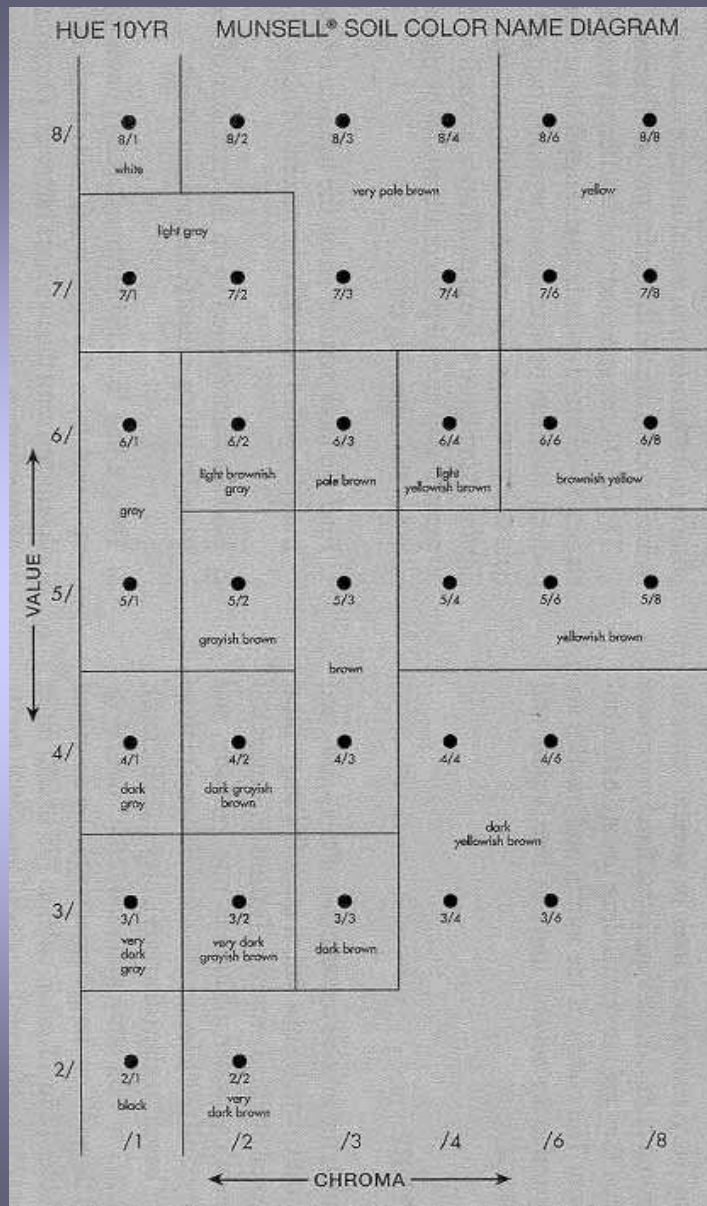 HUE 10YR MUNSELL® SOIL COLOR NAME DIAGRAM
8/
8/1 8/2 8/3 8/4 8/6 8/8
white
very pale brown yellow
light gray
7/
7/1 7/2 7/3 7/4 7/6 7/8
6/
6/1 6/2 6/3 6/4 6/6 6/8
light brownish
gray
pale brown
light
yellowish brown
brownish yellow
gray
5/
5/1 5/2 5/3 5/4 5/6 5/8
grayish brown yellowish brown
brown
VALUE
4/
4/1 4/2 4/3 4/4 4/6
dark
gray
dark grayish
brown
dark
yellowish brown
3/
3/1 3/2 3/3 3/4 3/6
very
dark
gray
very dark
grayish brown
dark brown
2/
2/1 2/2
black
very
dark brown
/1 /2 /3 /4 /6 /8
CHROMA